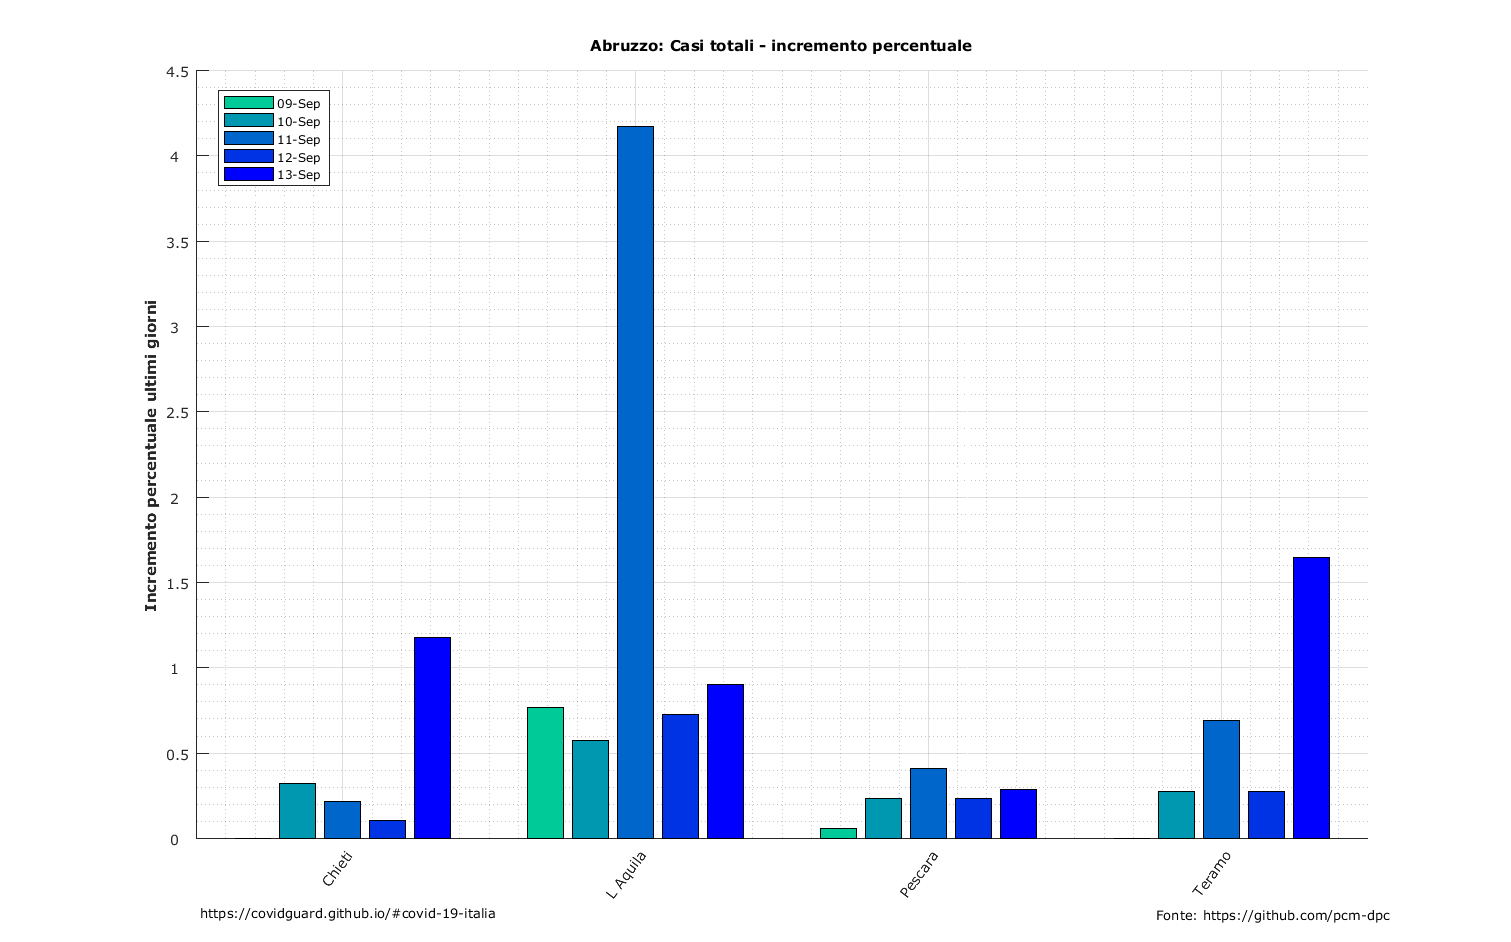 Abruzzo: Casi totali - incremento percentuale
4.5
4
3.5
3
2.5
2
1.5
1
0.5
0
Incremento percentuale ultimi giorni
09-Sep
10-Sep
11-Sep
12-Sep
13-Sep
Chieti
L Aquila
Pescara
Teramo
https://covidguard.github.io/#covid-19-italia
Fonte: https://github.com/pcm-dpc